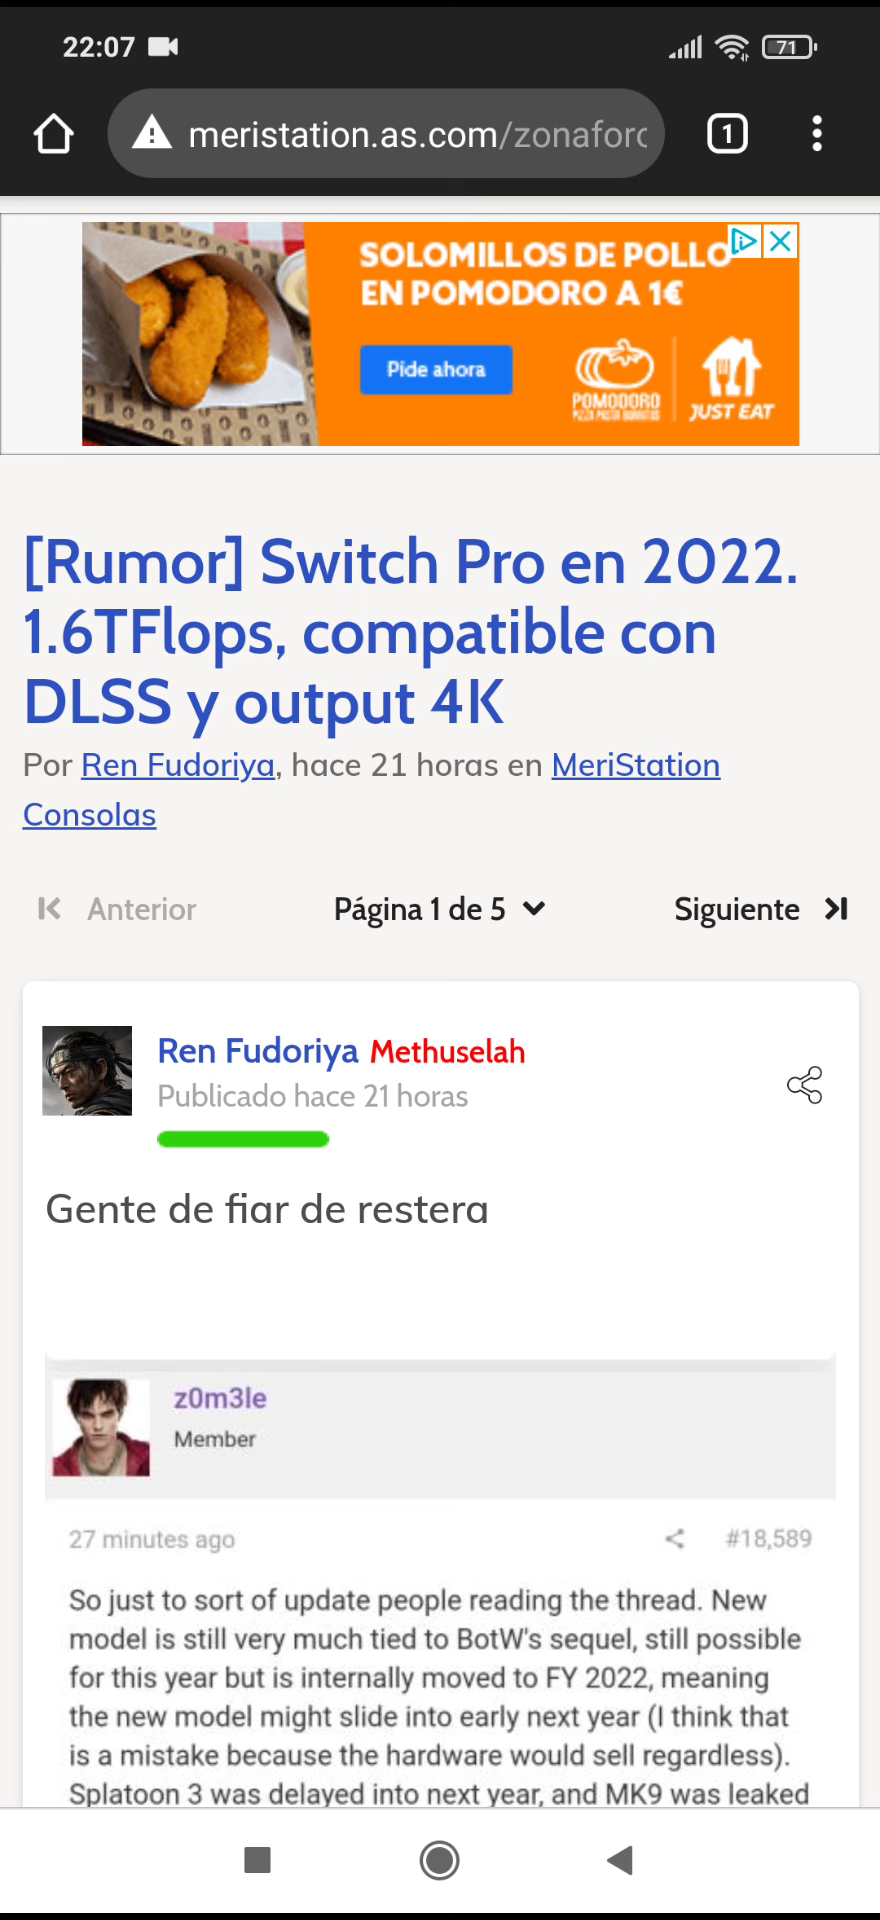 22:07
71
meristation.as.com/zonaforo
1
SOLOMILLOS DE POLLO
EN POMODORO A 1€
Pide ahora
POMODORO
PIZZA PASTA BURRITOS
JUST EAT
[Rumor] Switch Pro en 2022.
1.6TFlops, compatible con
DLSS y output 4K
Por Ren Fudoriya, hace 21 horas en MeriStation
Consolas
Anterior
Página 1 de 5
Siguiente
Ren Fudoriya Methuselah
Publicado hace 21 horas
Gente de fiar de restera
z0m3le
Member
27 minutes ago
#18,589
So just to sort of update people reading the thread. New
model is still very much tied to BotW's sequel, still possible
for this year but is internally moved to FY 2022, meaning
the new model might slide into early next year (I think that
is a mistake because the hardware would sell regardless).
Splatoon 3 was delayed into next year, and MK9 was leaked